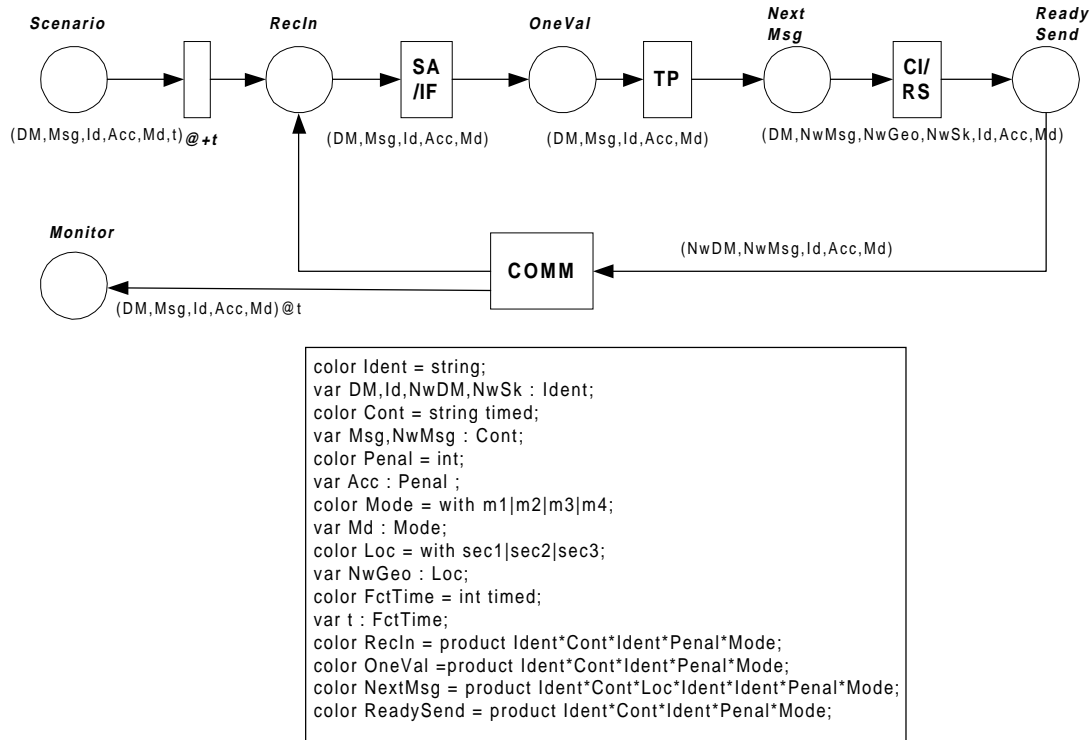 Scenario
RecIn
OneVal
Next
Msg
Ready
Send
SA
/IF
TP
CI/
RS
(DM,Msg,Id,Acc,Md,t)
@+t
(DM,Msg,Id,Acc,Md)
(DM,Msg,Id,Acc,Md)
(DM,NwMsg,NwGeo,NwSk,Id,Acc,Md)
Monitor
COMM
(NwDM,NwMsg,Id,Acc,Md)
(DM,Msg,Id,Acc,Md)@t
color Ident = string;
var DM,Id,NwDM,NwSk : Ident;
color Cont = string timed;
var Msg,NwMsg : Cont;
color Penal = int;
var Acc : Penal ;
color Mode = with m1|m2|m3|m4;
var Md : Mode;
color Loc = with sec1|sec2|sec3;
var NwGeo : Loc;
color FctTime = int timed;
var t : FctTime;
color RecIn = product Ident*Cont*Ident*Penal*Mode;
color OneVal =product Ident*Cont*Ident*Penal*Mode;
color NextMsg = product Ident*Cont*Loc*Ident*Ident*Penal*Mode;
color ReadySend = product Ident*Cont*Ident*Penal*Mode;